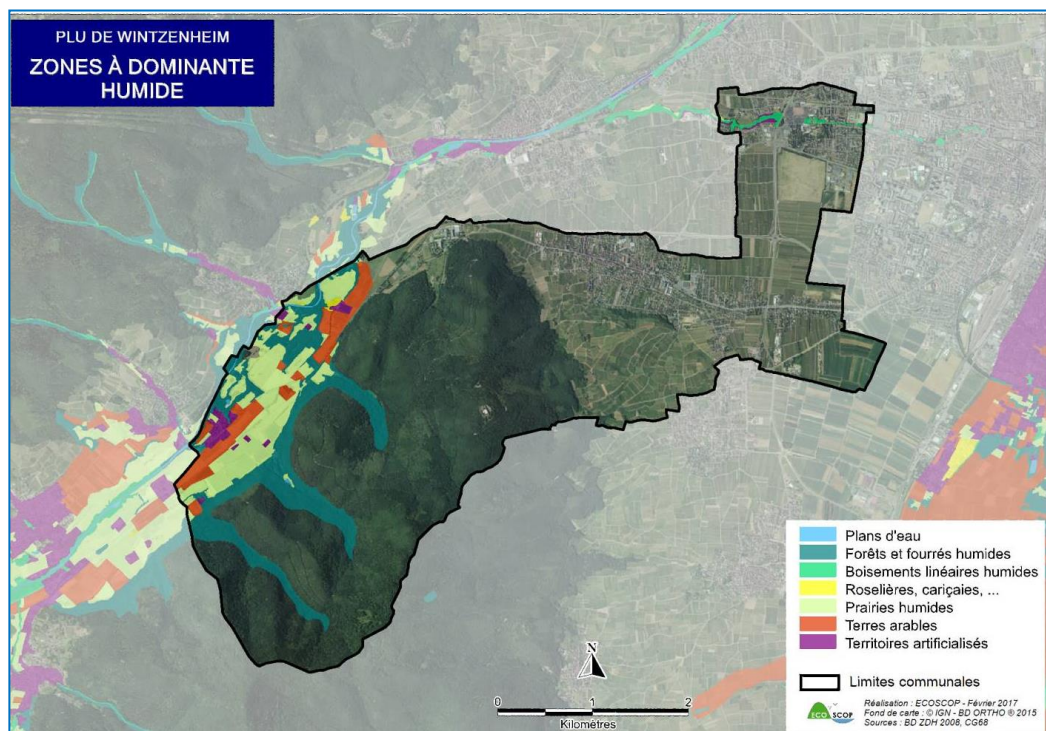 PLU DE WINTZENHEIM
ZONES À DOMINANTE
HUMIDE
Plans d'eau
Forêts et fourrés humides
Boisements linéaires humides
Roselières, cariçaies, ...
Prairies humides
Terres arables
Territoires artificialisés
Limites communales
N
0 1 2
Kilométres
ECO SCOP
Réalisation : ECOSCOP - Février 2017
Fond de carte : © IGN - BD ORTHO ® 2015
Sources : BD ZDH 2008, CG68